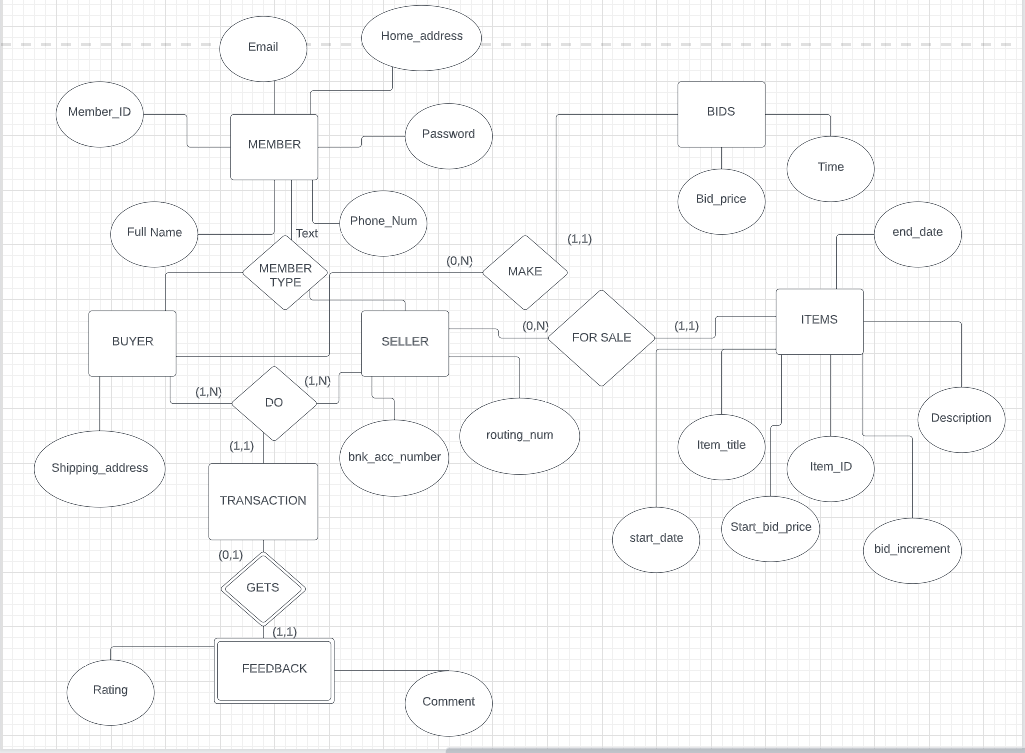 Home_address
Email
Member_ID
BIDS
Password
MEMBER
Time
Bid_price
Phone_Num
Full Name
Text
end_date
(1,1)
(0,N)
MEMBER
TYPE
MAKE
ITEMS
(0,N)
(1,1)
FOR SALE
BUYER
SELLER
(1,N)
(1,N)
DO
Description
routing_num
(1,1)
Item_title
bnk_acc_number
Shipping_address
Item_ID
TRANSACTION
Start_bid_price
start_date
bid_increment
(0,1)
GETS
(1,1)
FEEDBACK
Rating
Comment